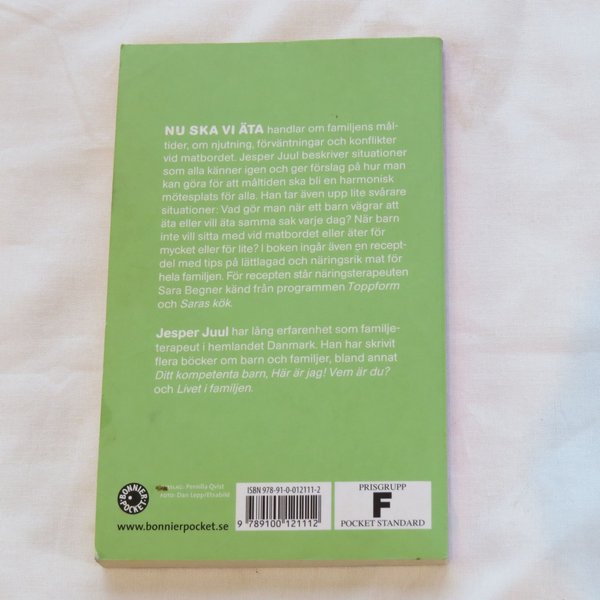 NU SKA VI ÄTA handlar om familjens mål-
tider, om njutning, förväntningar och konflikter
vid matbordet. Jesper Juul beskriver situationer
som alla känner igen och ger förslag på hur man
kan göra för att måltiden ska bli en harmonisk
mötesplats för alla. Han tar även upp lite svårare
situationer: Vad gör man när ett barn vägrar att
äta eller vill äta samma sak varje dag? När barn
inte vill sitta med vid matbordet eller äter för
mycket eller för lite? I boken ingår även en recept-
del med tips på lättlagad och näringsrik mat för
hela familjen. För recepten står näringsterapeuten
Sara Begner känd från programmen Toppform
och Saras kök.
Jesper Juul har lång erfarenhet som familje-
terapeut i hemlandet Danmark. Han har skrivit
flera böcker om barn och familjer, bland annat
Ditt kompetenta barn, Här är jag! Vem är du?
och Livet i familjen.
BONNIER
POCKET
Pernilla Qvist
FOTO: Dan Lepp/Etsabild
www.bonnierpocket.se
ISBN 978-91-0-012111-2
9 789100 121112
PRISGRUPP
F
POCKET STANDARD